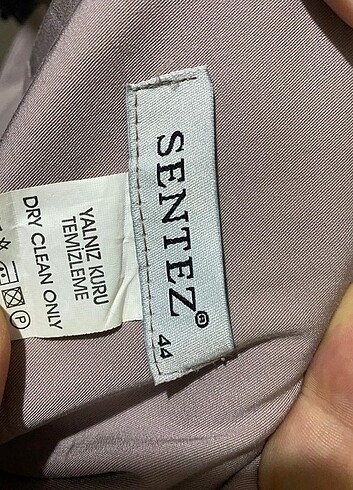 SENTEZ®
44
YALNIZ KURU
TEMİZLEME
DRY CLEAN ONLY
P